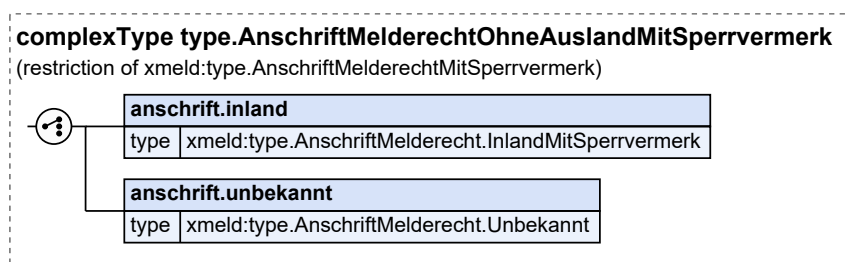 complexType type.AnschriftMelderechtOhneAuslandMitSperrvermerk
(restriction of xmeld:type.AnschriftMelderechtMitSperrvermerk)
anschrift.inland
type xmeld:type.AnschriftMelderecht.InlandMitSperrvermerk
anschrift.unbekannt
type xmeld:type.AnschriftMelderecht.Unbekannt